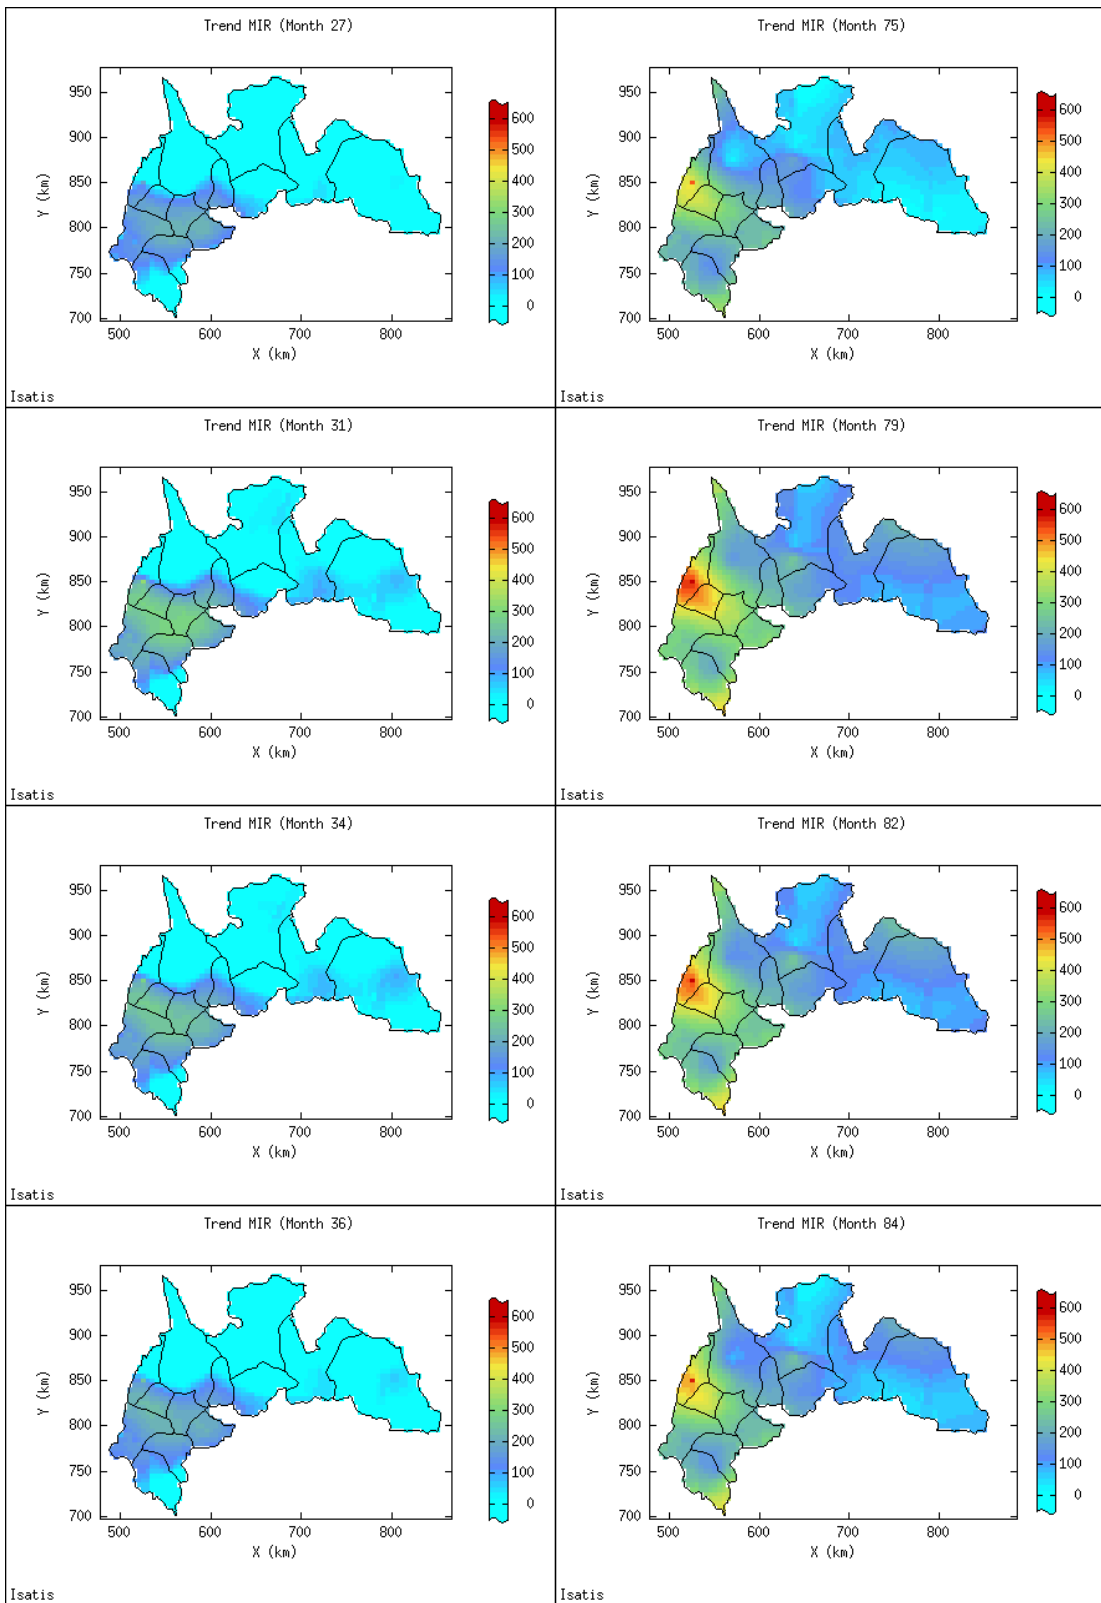 Trend MIR (Month 27)
950
900
850
800
750
700
Y (km)
500 600 700 800
X (km)
600
500
400
300
200
100
0
Isatis
Trend MIR (Month 75)
950
900
850
800
750
700
Y (km)
500 600 700 800
X (km)
600
500
400
300
200
100
0
Isatis
Trend MIR (Month 31)
950
900
850
800
750
700
Y (km)
500 600 700 800
X (km)
600
500
400
300
200
100
0
Isatis
Trend MIR (Month 79)
950
900
850
800
750
700
Y (km)
500 600 700 800
X (km)
600
500
400
300
200
100
0
Isatis
Trend MIR (Month 34)
950
900
850
800
750
700
Y (km)
500 600 700 800
X (km)
600
500
400
300
200
100
0
Isatis
Trend MIR (Month 82)
950
900
850
800
750
700
Y (km)
500 600 700 800
X (km)
600
500
400
300
200
100
0
Isatis
Trend MIR (Month 36)
950
900
850
800
750
700
Y (km)
500 600 700 800
X (km)
600
500
400
300
200
100
0
Isatis
Trend MIR (Month 84)
950
900
850
800
750
700
Y (km)
500 600 700 800
X (km)
600
500
400
300
200
100
0
Isatis